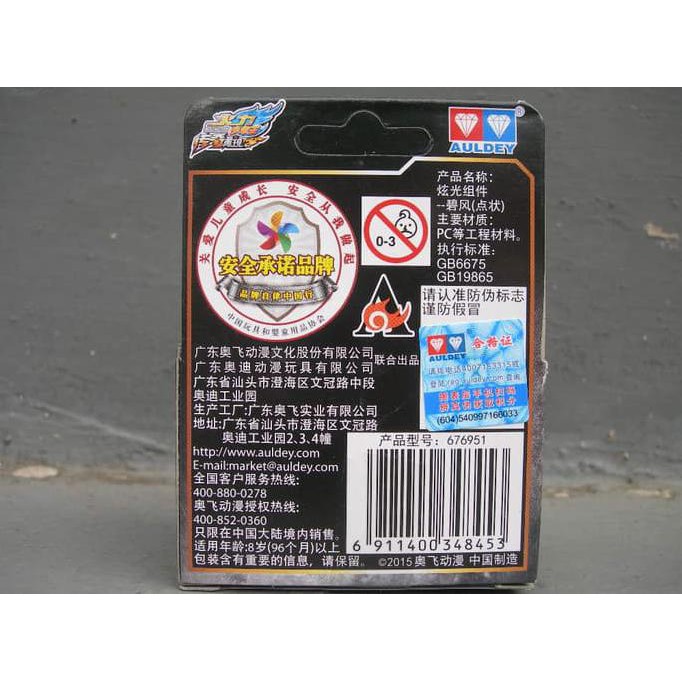 AULDEY
产品名称：
炫光组件
--碧风(点状)
主要材质：
PC等工程材料。
执行标准：
GB6675
GB19865
0-3
关爱儿童成长 安全从我做起
安全承诺品牌
品牌自律中国行
中国玩具和婴童用品协会
请认准防伪标志
谨防假冒
AULDEY
合格证
(604)540997166033
广东奥飞动漫文化股份有限公司
广东奥迪动漫玩具有限公司
联合出品
广东省汕头市澄海区文冠路中段
奥迪工业园
生产工厂:广东奥飞实业有限公司
地址:广东省汕头市澄海区文冠路
奥迪工业园2.3.4幢
http://www.auldey.com
E-mail:market@auldey.com
全国客户服务热线:
400-880-0278
奥飞动漫授权热线:
400-852-0360
只限在中国大陆境内销售。
适用年龄:8岁(96个月)以上
包装含有重要的信息，请保留。
产品型号：676951
6 911400 348453
©2015奥飞动漫 中国制造